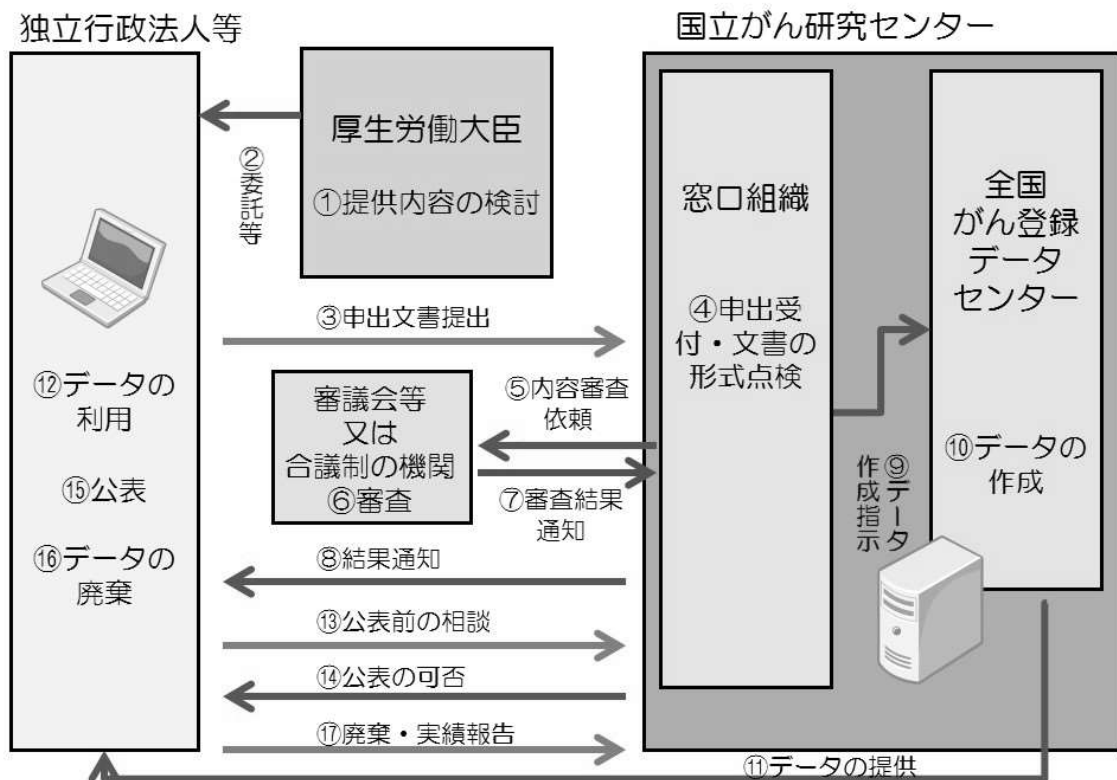 独立行政法人等
国立がん研究センター
厚生労働大臣
①提供内容の検討
②委託等
窓口組織
④申出受
付・文書の
形式点検
全国
がん登録
データ
センター
③申出文書提出
審議会等
又は
合議制の機関
⑥審査
⑤内容審査
依頼
⑦審査結果
通知
⑨データ
作成指示
⑩データの
作成
⑫データの
利用
⑮公表
⑯データの
廃棄
⑧結果通知
⑬公表前の相談
⑭公表の可否
⑰廃棄・実績報告
⑪データの提供